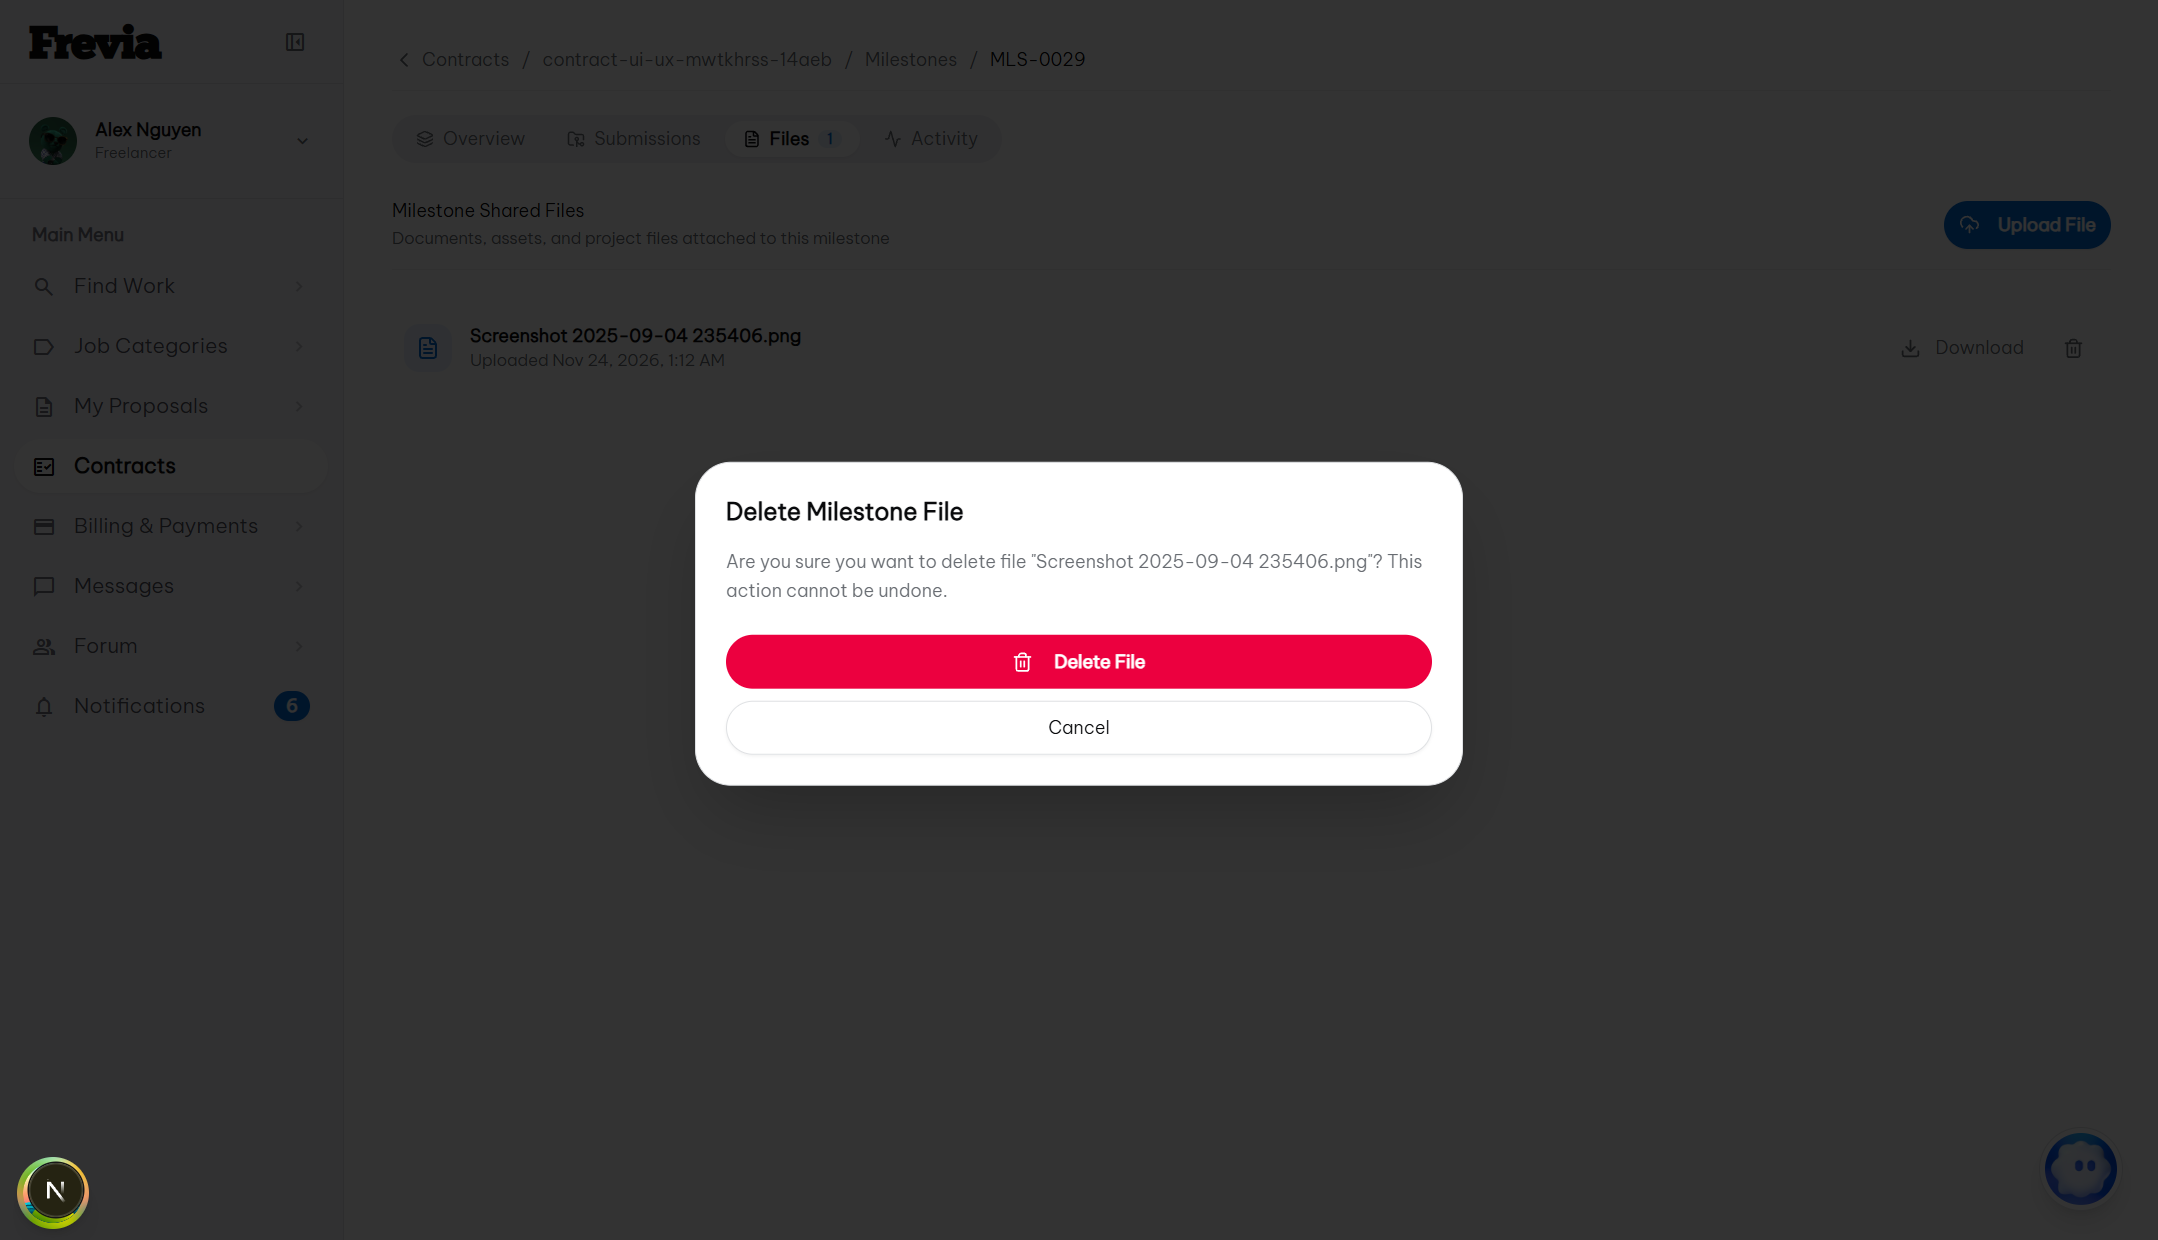 Frevia
Alex Nguyen
Freelancer
Main Menu
Find Work
Job Categories
My Proposals
Contracts
Billing & Payments
Messages
Forum
Notifications 6
Contracts / contract-ui-ux-mwtkhrss-14aeb / Milestones / MLS-0029
Overview Submissions Files 1 Activity
Milestone Shared Files
Documents, assets, and project files attached to this milestone
Upload File
Screenshot 2025-09-04 235406.png
Uploaded Nov 24, 2026, 1:12 AM
Download
Delete Milestone File
Are you sure you want to delete file "Screenshot 2025-09-04 235406.png"? This
action cannot be undone.
Delete File
Cancel
N